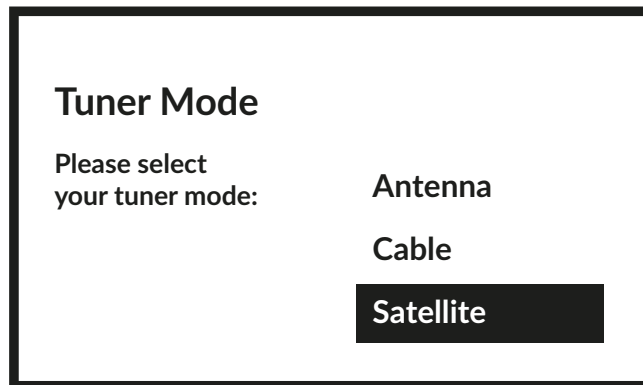 Tuner Mode
Please select
your tuner mode:
Antenna
Cable
Satellite